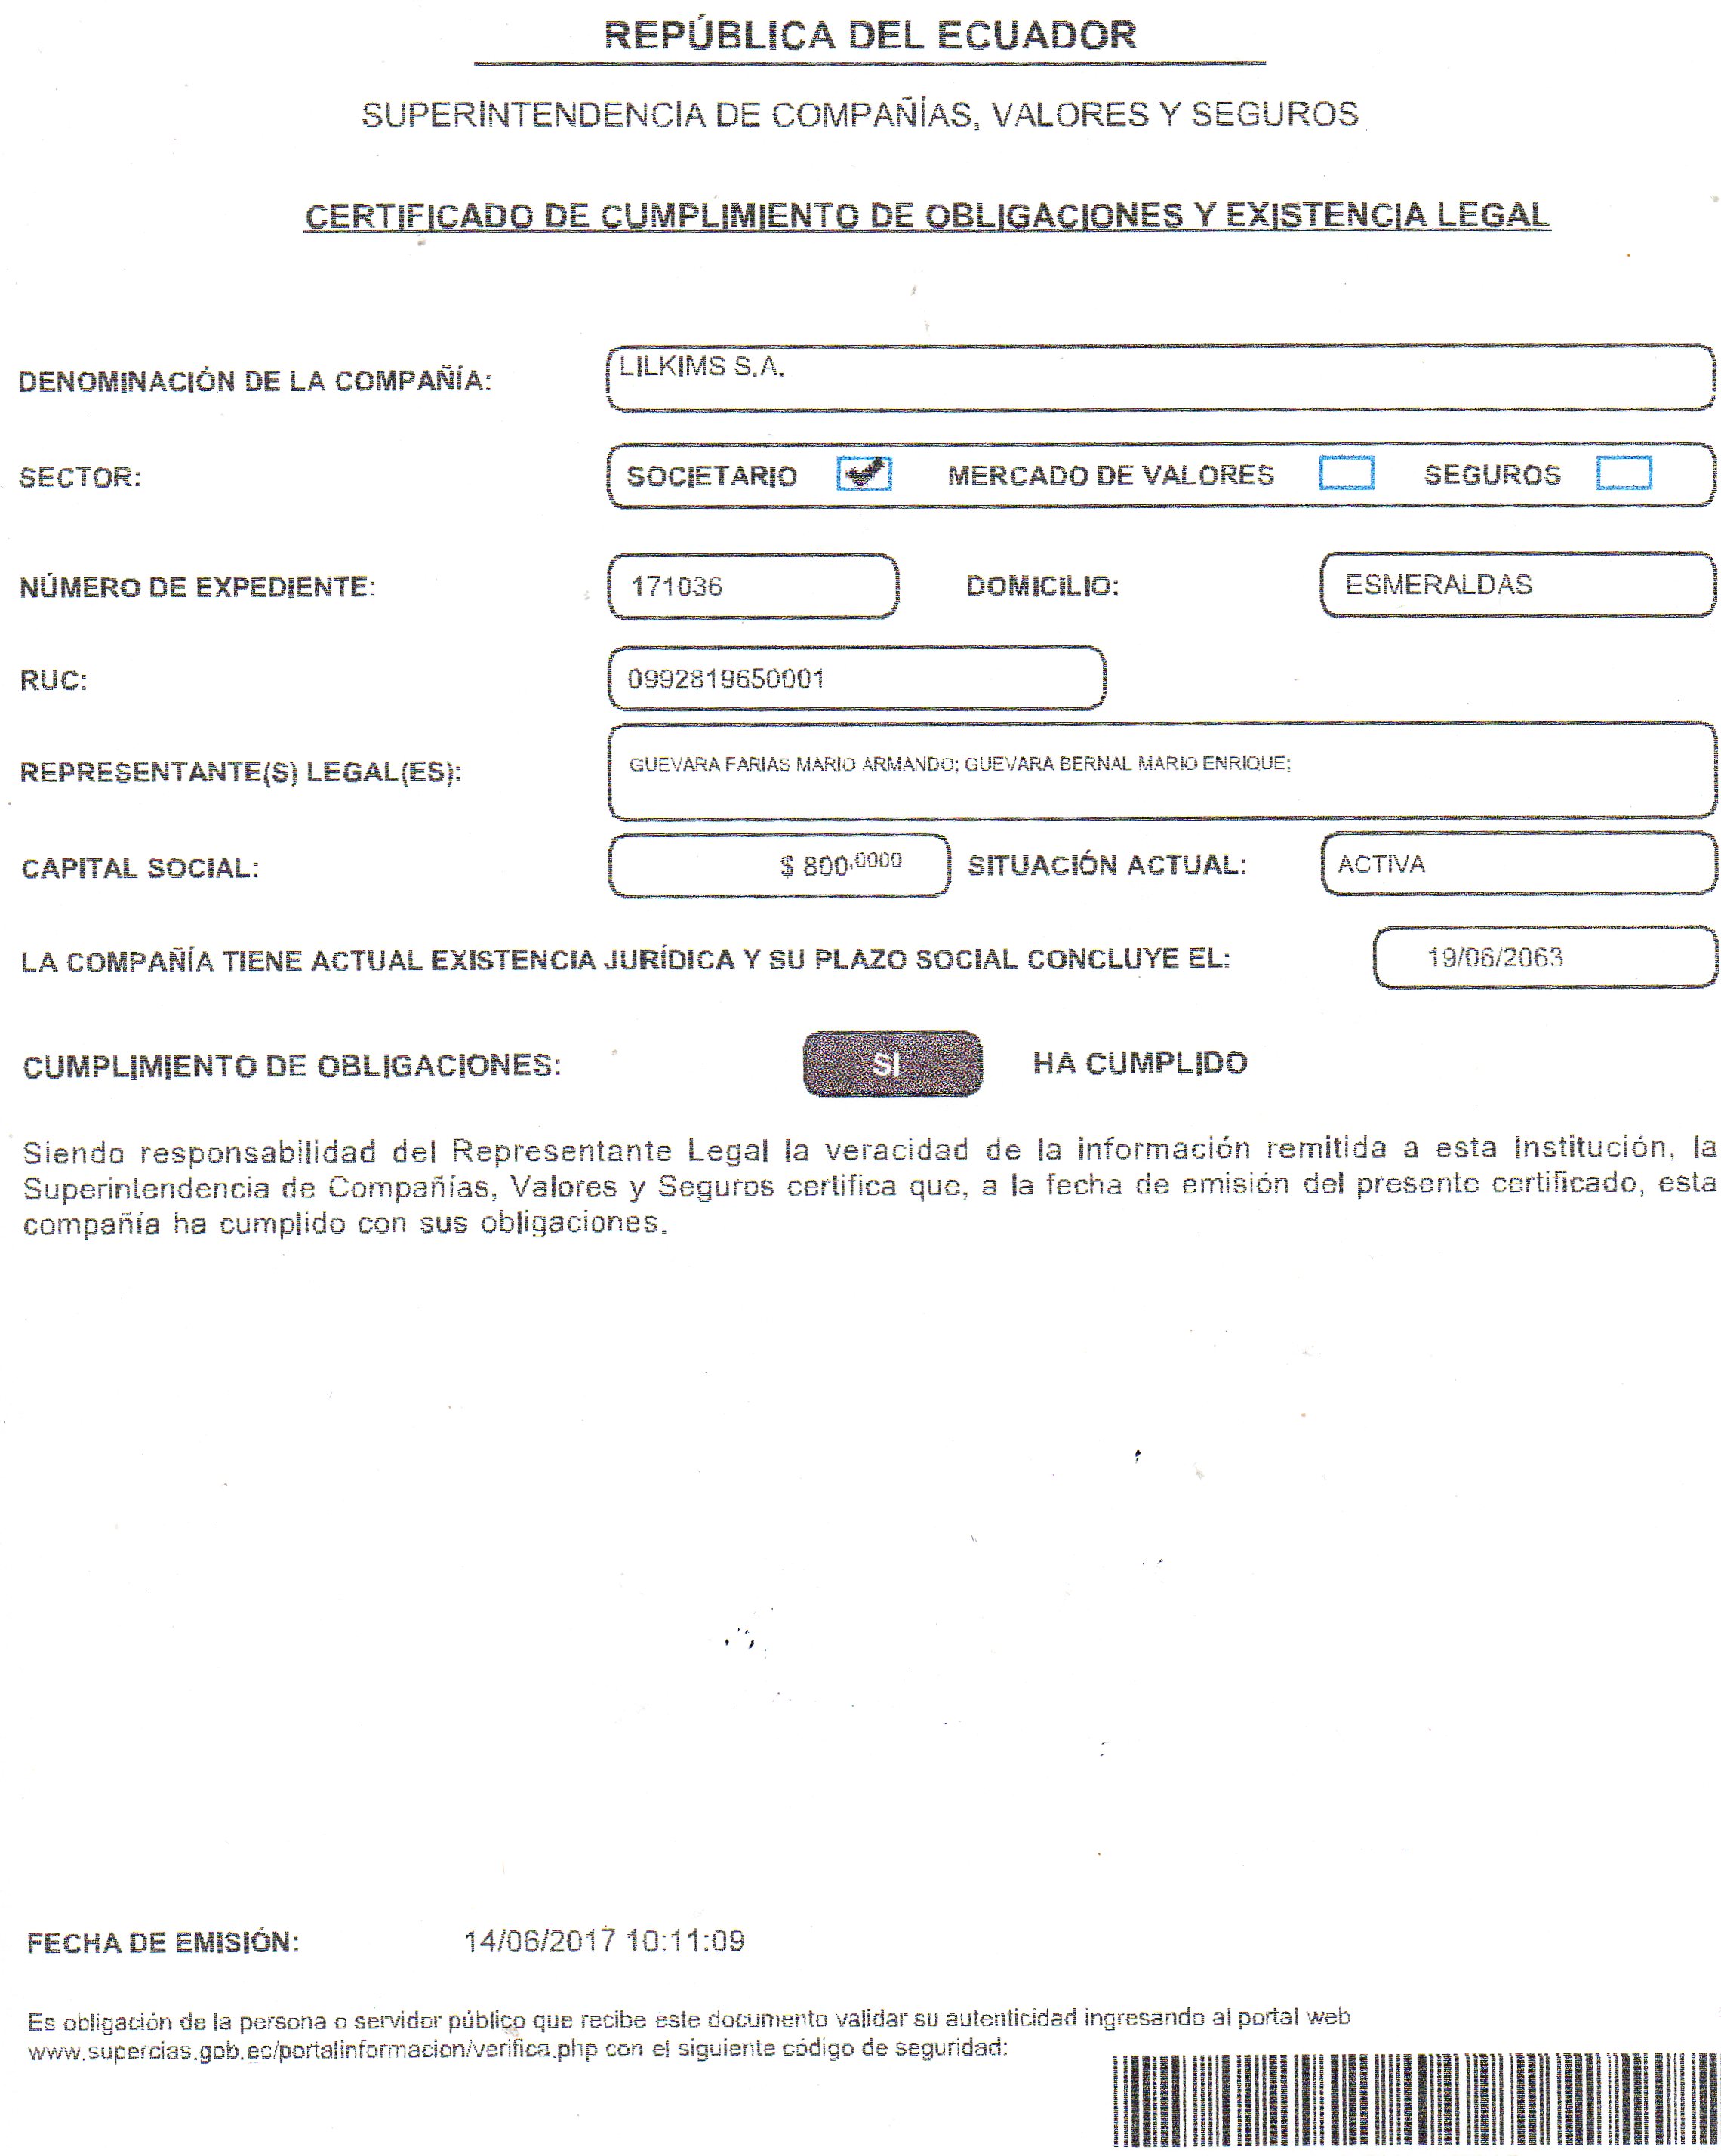 REPÚBLICA DEL ECUADOR
SUPERINTENDENCIA DE COMPAÑÍAS, VALORES Y SEGUROS
CERTIFICADO DE CUMPLIMIENTO DE OBLIGACIONES Y EXISTENCIA LEGAL
DENOMINACIÓN DE LA COMPAÑÍA: LILKIMS S.A.
SECTOR: SOCIETARIO MERCADO DE VALORES SEGUROS
NÚMERO DE EXPEDIENTE: 171036 DOMICILIO: ESMERALDAS
RUC: 0992819650001
REPRESENTANTE(S) LEGAL(ES): GUEVARA FARIAS MARIO ARMANDO; GUEVARA BERNAL MARIO ENRIQUE;
CAPITAL SOCIAL: $ 800.0000 SITUACIÓN ACTUAL: ACTIVA
LA COMPAÑÍA TIENE ACTUAL EXISTENCIA JURÍDICA Y SU PLAZO SOCIAL CONCLUYE EL: 19/06/2063
CUMPLIMIENTO DE OBLIGACIONES: SI HA CUMPLIDO
Siendo responsabilidad del Representante Legal la veracidad de la información remitida a esta Institución, la
Superintendencia de Compañías, Valores y Seguros certifica que, a la fecha de emisión del presente certificado, esta
compañía ha cumplido con sus obligaciones.
FECHA DE EMISIÓN: 14/06/2017 10:11:09
Es obligación de la persona o servidor público que recibe este documento validar su autenticidad ingresando al portal web
www.supercias.gob.ec/portalinformacion/verifica.php con el siguiente código de seguridad: